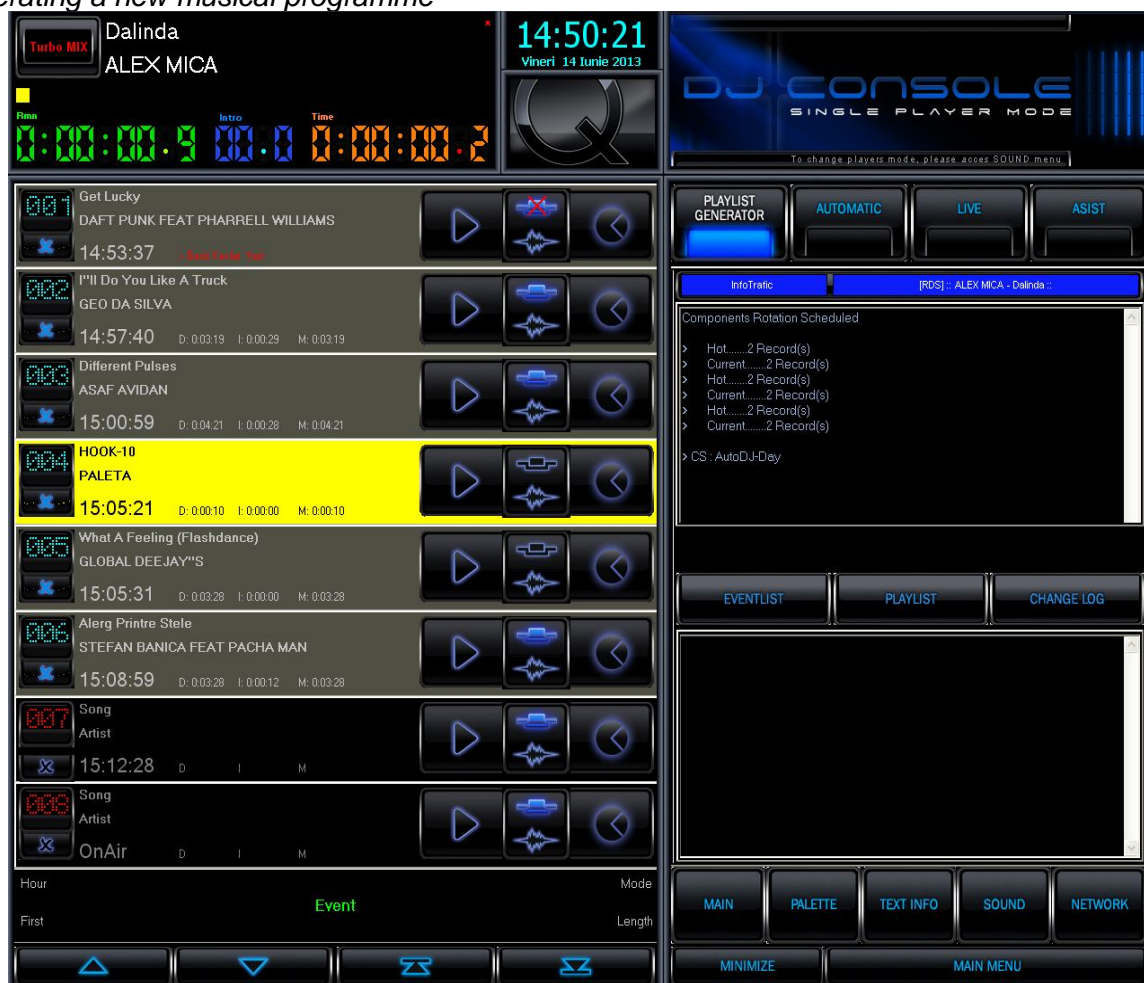 erating a new musical programme
Turbo MIX
Dalinda
*
ALEX MICA
14:50:21
Vineri 14 Iunie 2013
Q
DJ CONSOLE
SINGLE PLAYER MODE
To change players mode, please acces SOUND menu
Rmn
Intro
Time
0:00:00.9
00.0
0:00:00.2
001
Get Lucky
DAFT PUNK FEAT PHARRELL WILLIAMS
14:53:37
002
I"ll Do You Like A Truck
GEO DA SILVA
14:57:40 D: 0:03:19 I: 0:00:29 M: 0:03:19
003
Different Pulses
ASAF AVIDAN
15:00:59 D: 0:04:21 I: 0:00:28 M: 0:04:21
004
HOOK-10
PALETA
15:05:21 D: 0:00:10 I: 0:00:00 M: 0:00:10
005
What A Feeling (Flashdance)
GLOBAL DEEJAY"S
15:05:31 D: 0:03:28 I: 0:00:00 M: 0:03:28
006
Alerg Printre Stele
STEFAN BANICA FEAT PACHA MAN
15:08:59 D: 0:03:28 I: 0:00:12 M: 0:03:28
007
Song
Artist
15:12:28 D I M
008
Song
Artist
OnAir D I M
Hour
Mode
Event
First
Length
PLAYLIST
GENERATOR
AUTOMATIC
LIVE
ASIST
InfoTrafic
[RDS] :: ALEX MICA - Dalinda ::
Components Rotation Scheduled
> Hot.......2 Record(s)
> Current.......2 Record(s)
> Hot.......2 Record(s)
> Current.......2 Record(s)
> Hot.......2 Record(s)
> Current.......2 Record(s)
> CS : AutoDJ-Day
EVENTLIST
PLAYLIST
CHANGE LOG
MAIN
PALETTE
TEXT INFO
SOUND
NETWORK
MINIMIZE
MAIN MENU